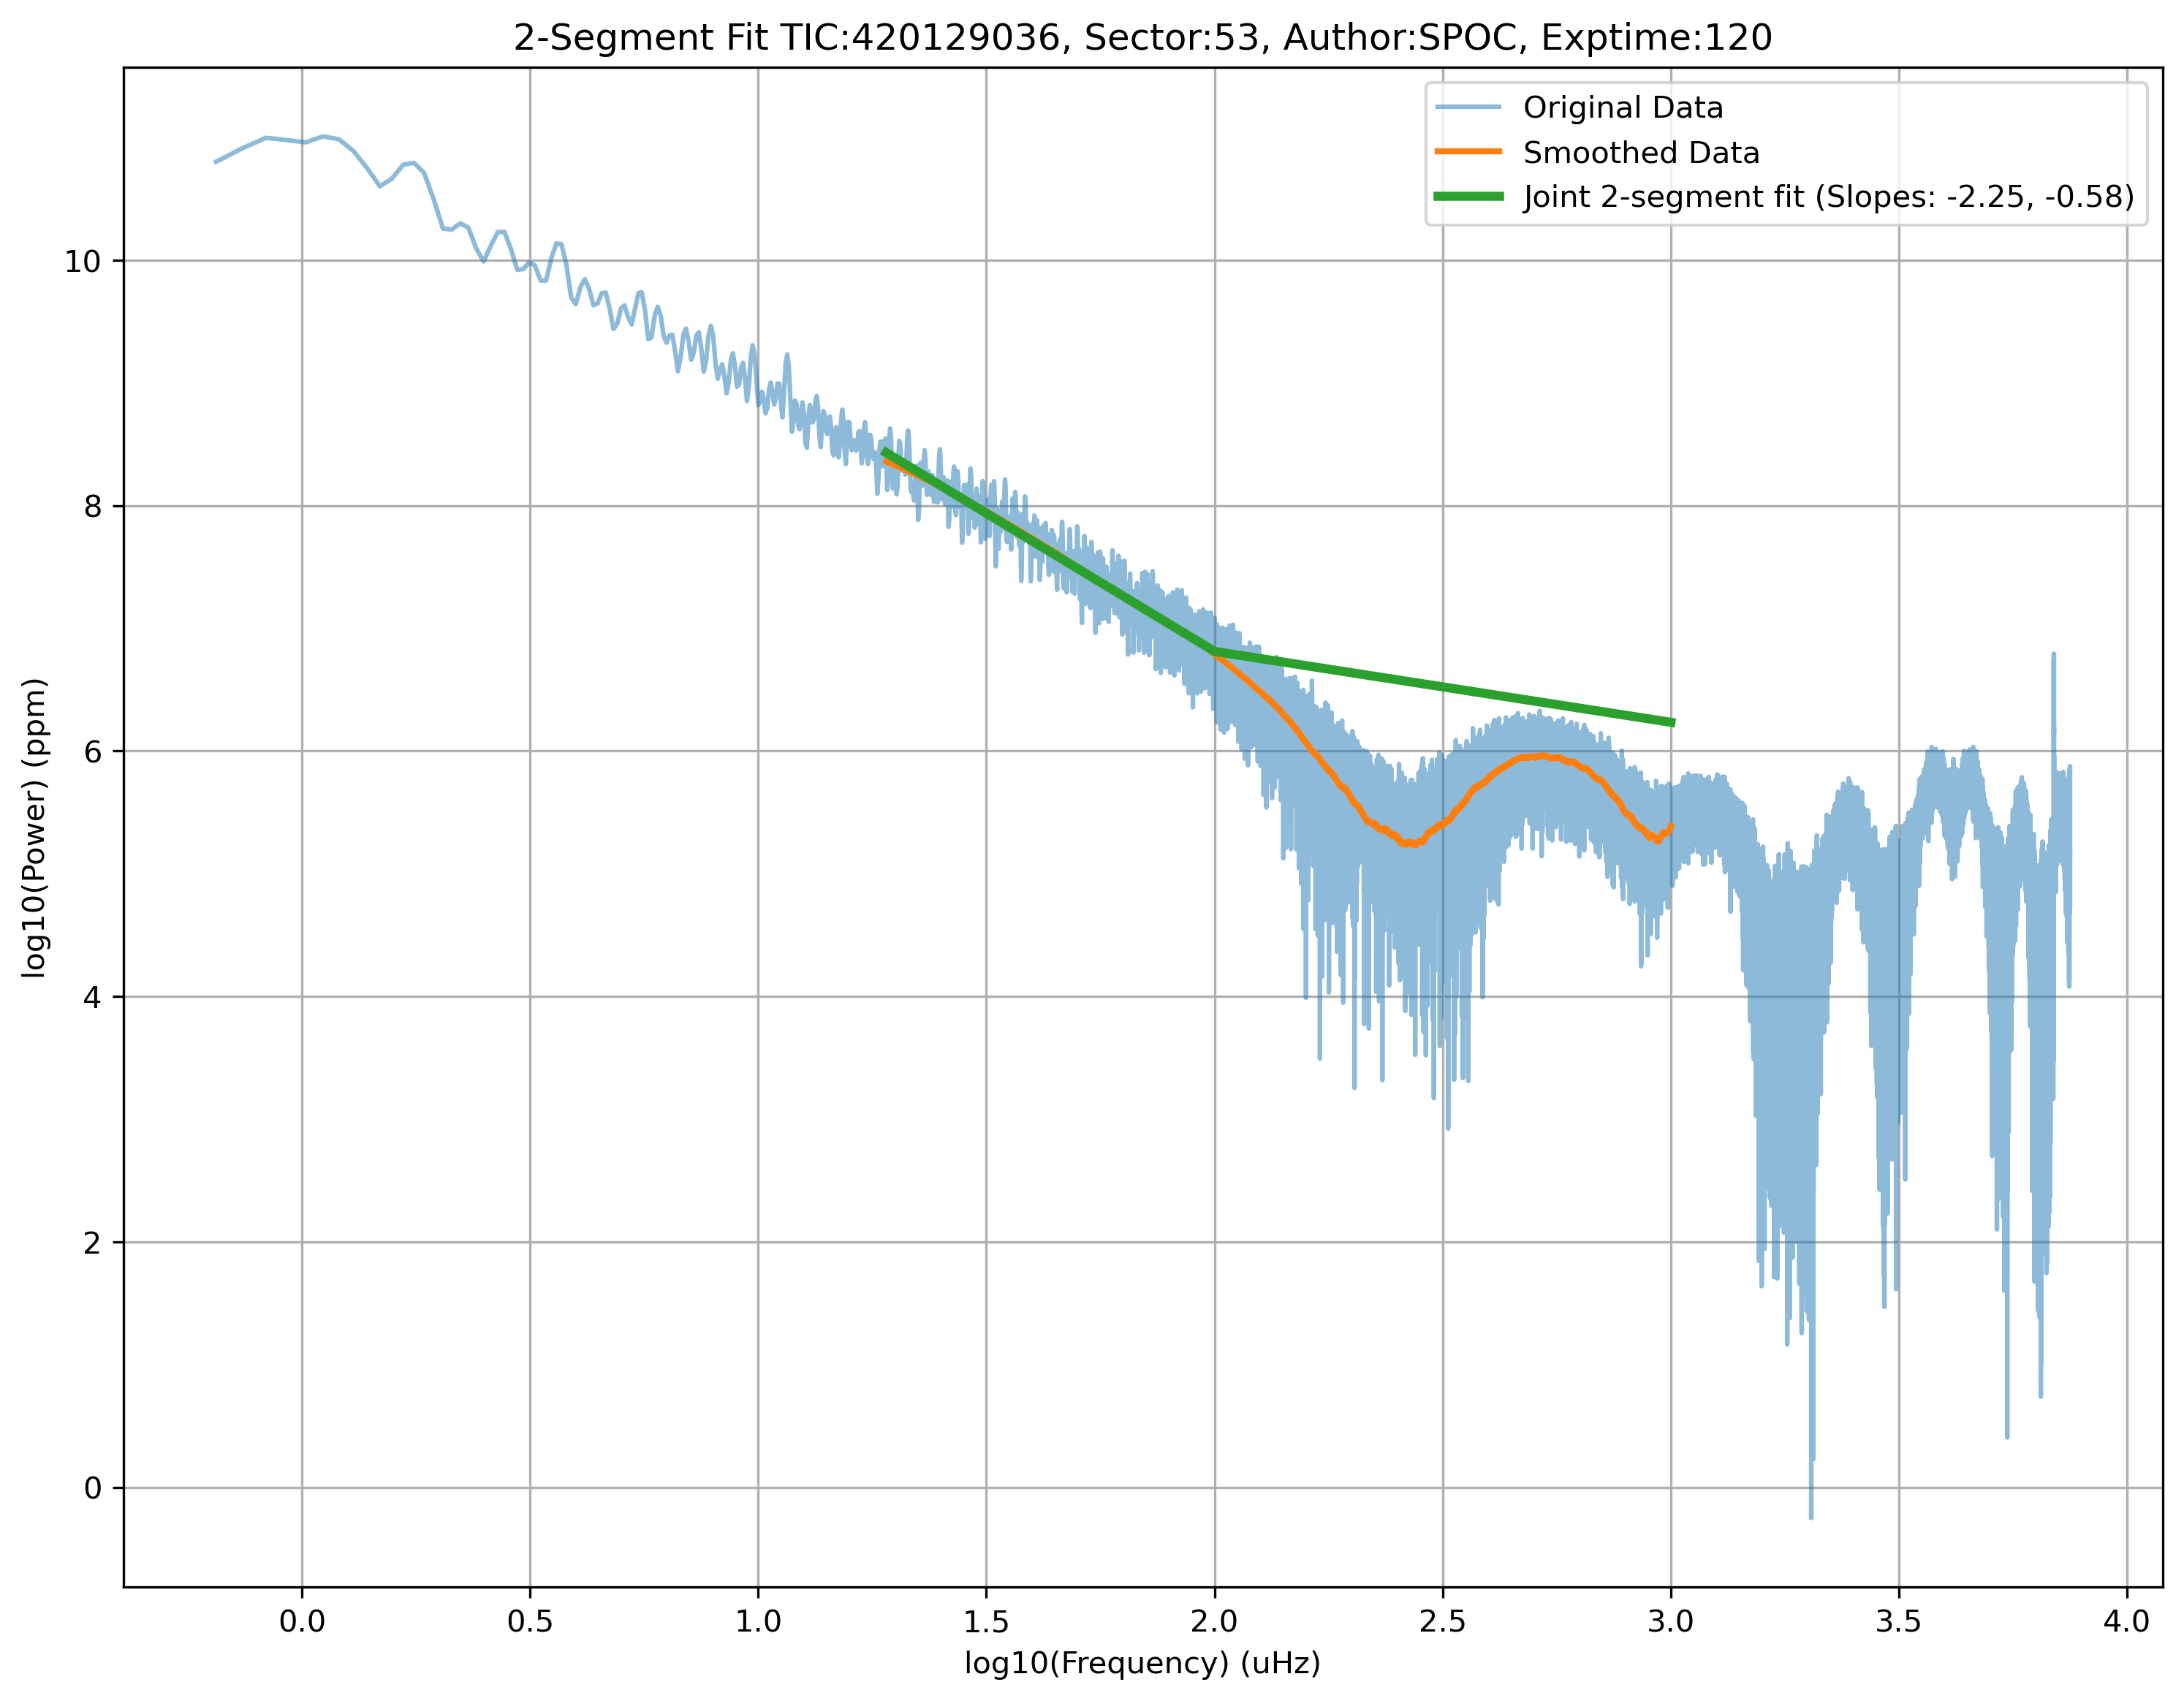 2-Segment Fit TIC:420129036, Sector:53, Author:SPOC, Exptime:120
Original Data
Smoothed Data
Joint 2-segment fit (Slopes: -2.25, -0.58)
log10(Power) (ppm)
10
8
6
4
2
0
0.0 0.5 1.0 1.5 2.0 2.5 3.0 3.5 4.0
log10(Frequency) (uHz)